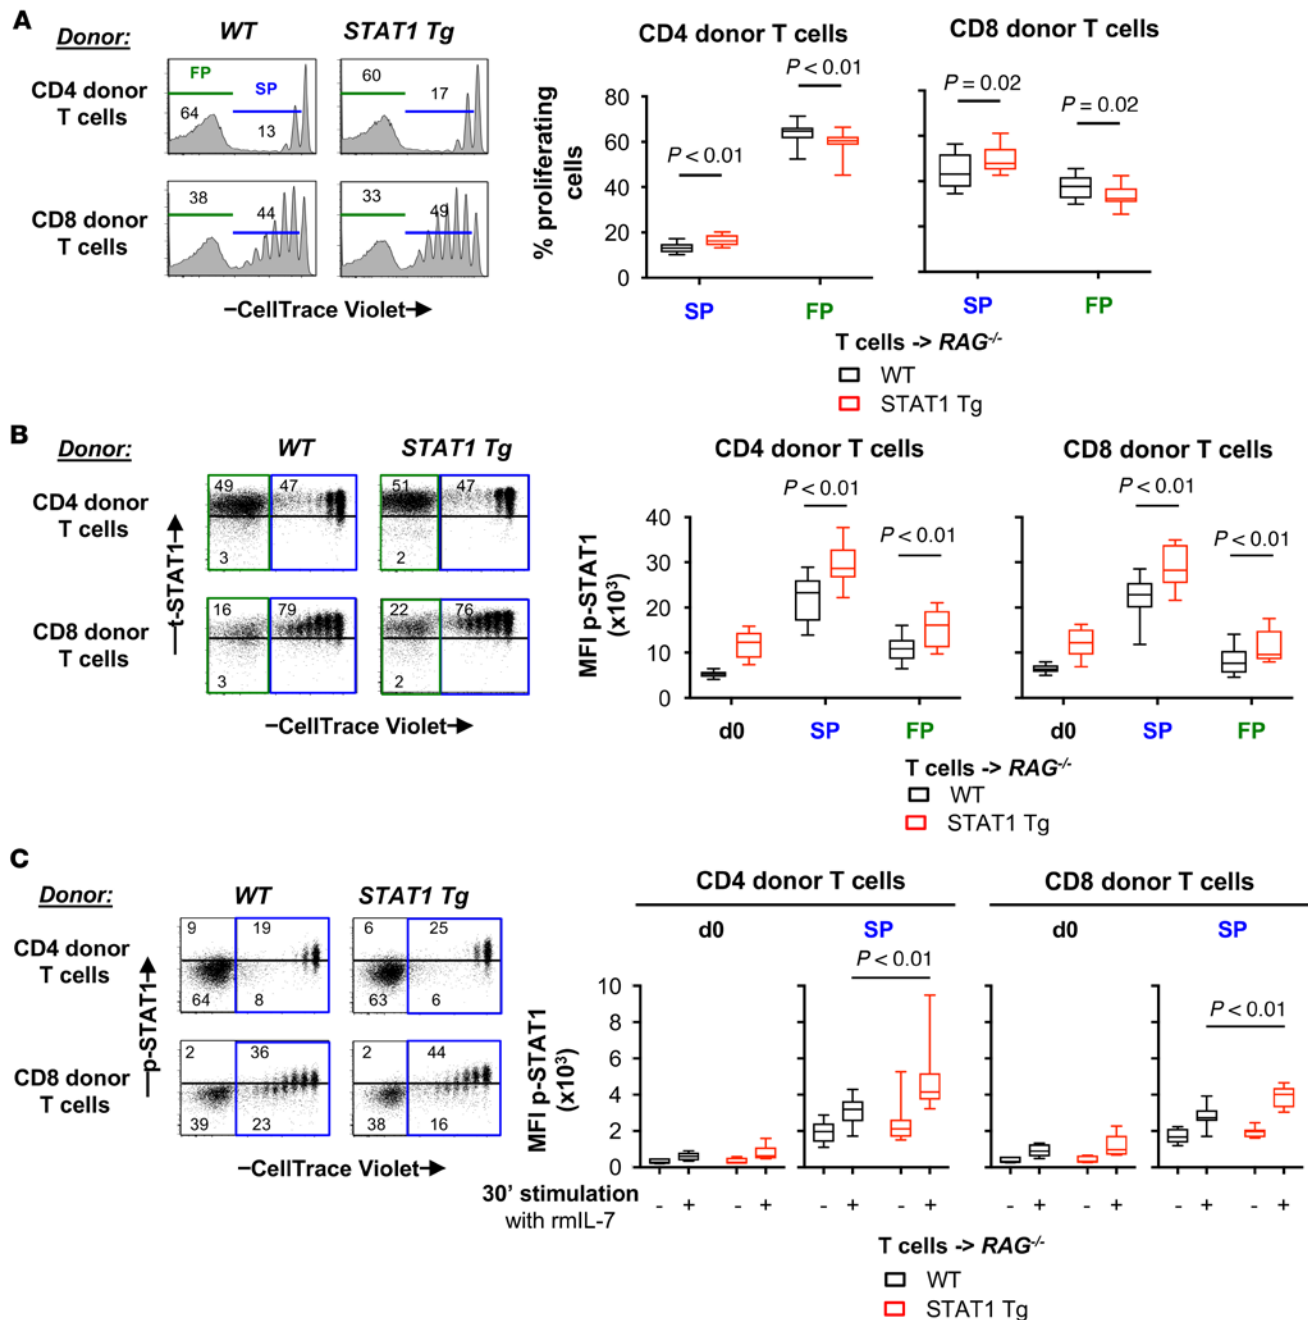 A
Donor:
WT
STAT1 Tg
CD4 donor
T cells
FP
SP
64
13
60
17
CD8 donor
T cells
38
44
33
49
–CellTrace Violet→
CD4 donor T cells
CD8 donor T cells
P < 0.01
P < 0.01
P = 0.02
P = 0.02
% proliferating
cells
80
60
40
20
0
SP
FP
SP
FP
T cells -> RAG-/-
WT
STAT1 Tg
B
Donor:
WT
STAT1 Tg
CD4 donor
T cells
49
47
3
51
47
2
CD8 donor
T cells
16
79
3
22
76
2
—t-STAT1→
–CellTrace Violet→
CD4 donor T cells
CD8 donor T cells
P < 0.01
P < 0.01
P < 0.01
P < 0.01
MFI p-STAT1
(x10³)
40
30
20
10
0
d0
SP
FP
d0
SP
FP
T cells -> RAG-/-
WT
STAT1 Tg
C
Donor:
WT
STAT1 Tg
CD4 donor
T cells
9
19
64
8
6
25
63
6
CD8 donor
T cells
2
36
39
23
2
44
38
16
—p-STAT1→
–CellTrace Violet→
CD4 donor T cells
CD8 donor T cells
d0
SP
d0
SP
P < 0.01
P < 0.01
MFI p-STAT1
(x10³)
10
8
6
4
2
0
30' stimulation
with rmIL-7
- + - + - + - + - + - + - + - +
T cells -> RAG-/-
WT
STAT1 Tg